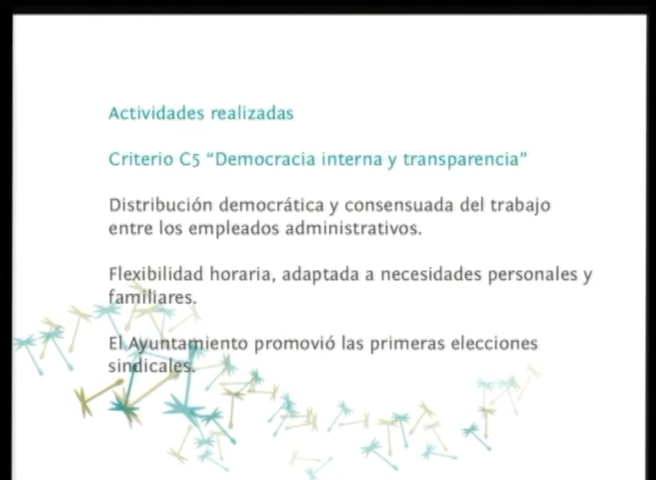 Actividades realizadas
Criterio C5 “Democracia interna y transparencia”
Distribución democrática y consensuada del trabajo
entre los empleados administrativos.
Flexibilidad horaria, adaptada a necesidades personales y
familiares.
El Ayuntamiento promovió las primeras elecciones
sindicales.